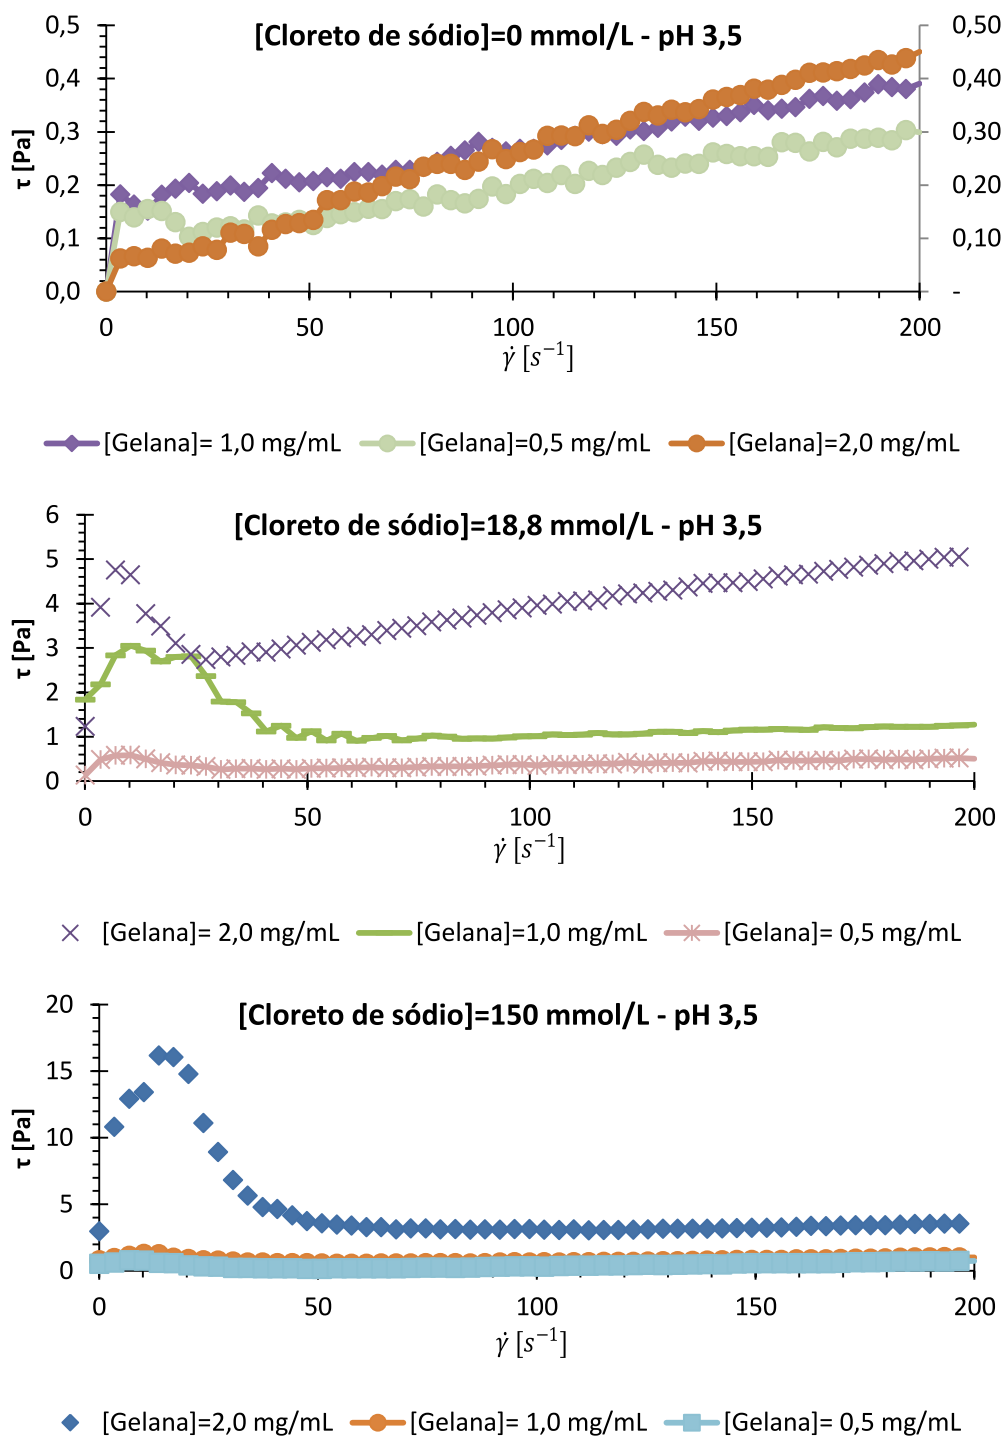 [Cloreto de sódio]=0 mmol/L - pH 3,5
0,5
0,4
0,3
0,2
0,1
0,0
τ [Pa]
0,50
0,40
0,30
0,20
0,10
-
0 50 100 150 200
γ̇ [s⁻¹]
[Gelana]= 1,0 mg/mL [Gelana]=0,5 mg/mL [Gelana]=2,0 mg/mL
[Cloreto de sódio]=18,8 mmol/L - pH 3,5
6
5
4
3
2
1
0
τ [Pa]
0 50 100 150 200
γ̇ [s⁻¹]
[Gelana]= 2,0 mg/mL [Gelana]=1,0 mg/mL [Gelana]= 0,5 mg/mL
[Cloreto de sódio]=150 mmol/L - pH 3,5
20
15
10
5
0
τ [Pa]
0 50 100 150 200
γ̇ [s⁻¹]
[Gelana]=2,0 mg/mL [Gelana]= 1,0 mg/mL [Gelana]= 0,5 mg/mL